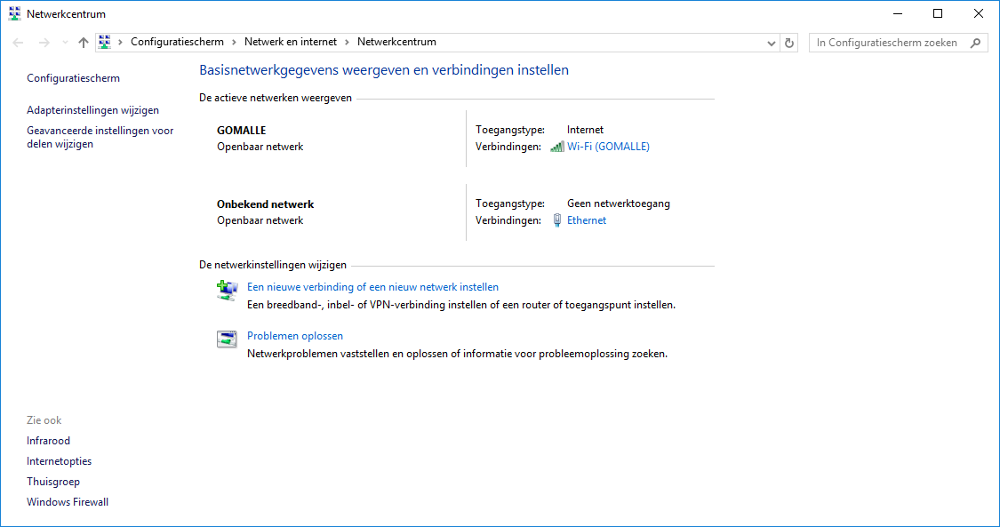 Netwerkcentrum
Configuratiescherm > Netwerk en internet > Netwerkcentrum
In Configuratiescherm zoeken
Configuratiescherm
Adapterinstellingen wijzigen
Geavanceerde instellingen voor
delen wijzigen
Basisnetwerkgegevens weergeven en verbindingen instellen
De actieve netwerken weergeven
GOMALLE
Openbaar netwerk
Toegangstype: Internet
Verbindingen: Wi-Fi (GOMALLE)
Onbekend netwerk
Openbaar netwerk
Toegangstype: Geen netwerktoegang
Verbindingen: Ethernet
De netwerkinstellingen wijzigen
Een nieuwe verbinding of een nieuw netwerk instellen
Een breedband-, inbel- of VPN-verbinding instellen of een router of toegangspunt instellen.
Problemen oplossen
Netwerkproblemen vaststellen en oplossen of informatie voor probleemoplossing zoeken.
Zie ook
Infrarood
Internetopties
Thuisgroep
Windows Firewall